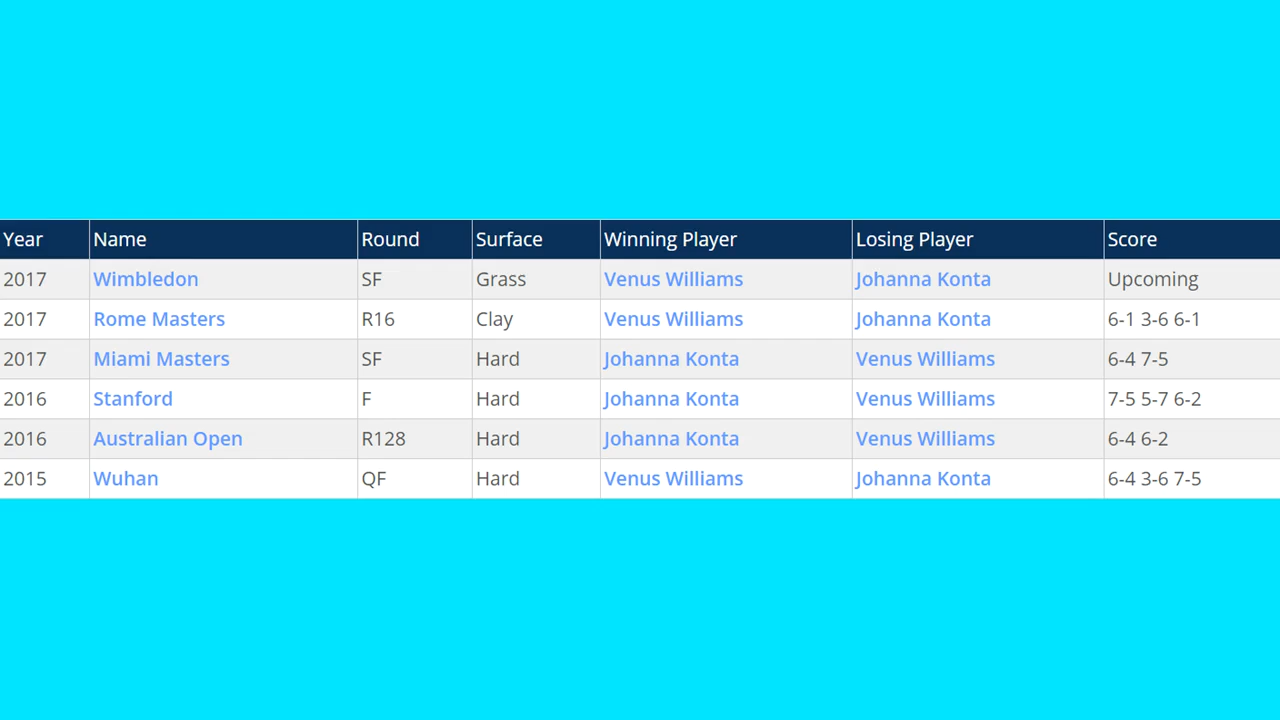 Year Name Round Surface Winning Player Losing Player Score
2017 Wimbledon SF Grass Venus Williams Johanna Konta Upcoming
2017 Rome Masters R16 Clay Venus Williams Johanna Konta 6-1 3-6 6-1
2017 Miami Masters SF Hard Johanna Konta Venus Williams 6-4 7-5
2016 Stanford F Hard Johanna Konta Venus Williams 7-5 5-7 6-2
2016 Australian Open R128 Hard Johanna Konta Venus Williams 6-4 6-2
2015 Wuhan QF Hard Venus Williams Johanna Konta 6-4 3-6 7-5